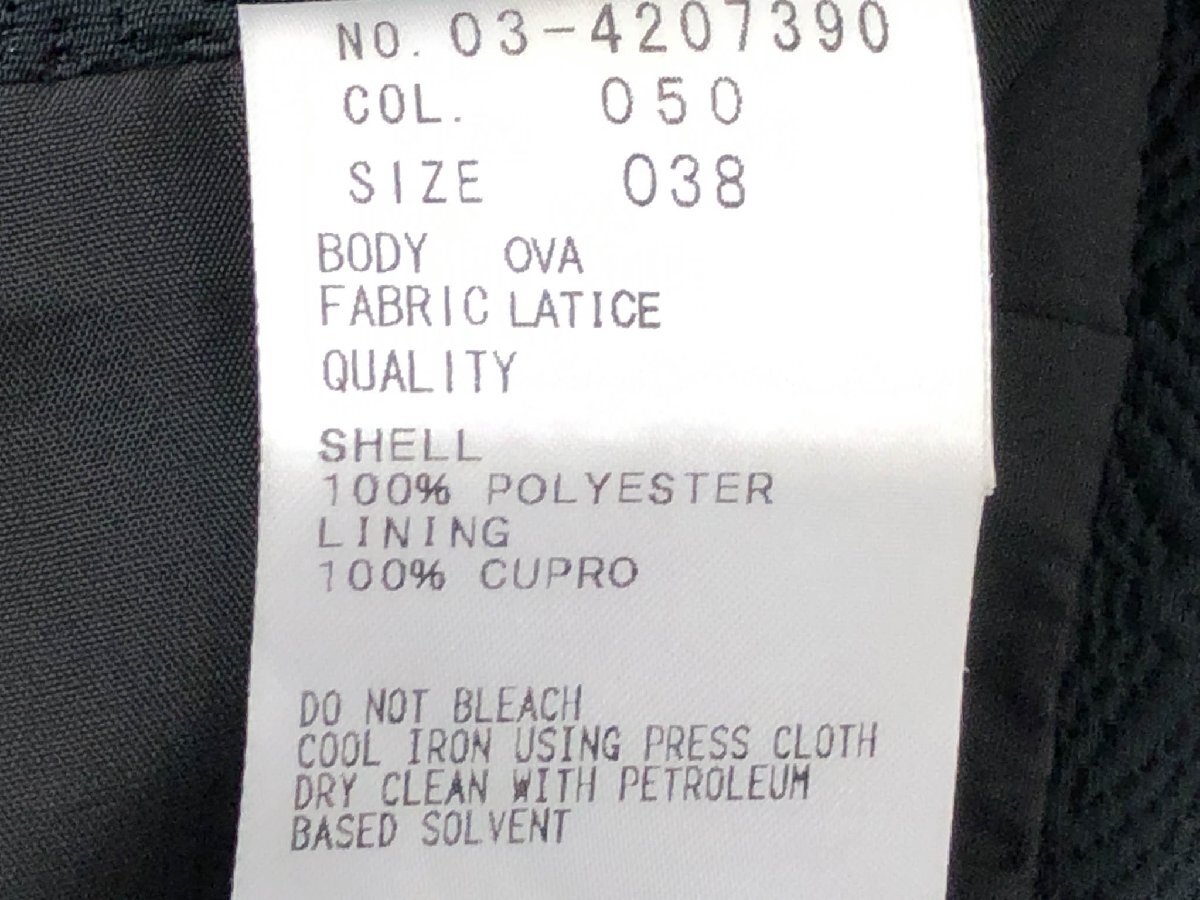 NO. 03-4207390
COL. 050
SIZE 038
BODY OVA
FABRIC LATICE
QUALITY
SHELL
100% POLYESTER
LINING
100% CUPRO
DO NOT BLEACH
COOL IRON USING PRESS CLOTH
DRY CLEAN WITH PETROLEUM
BASED SOLVENT